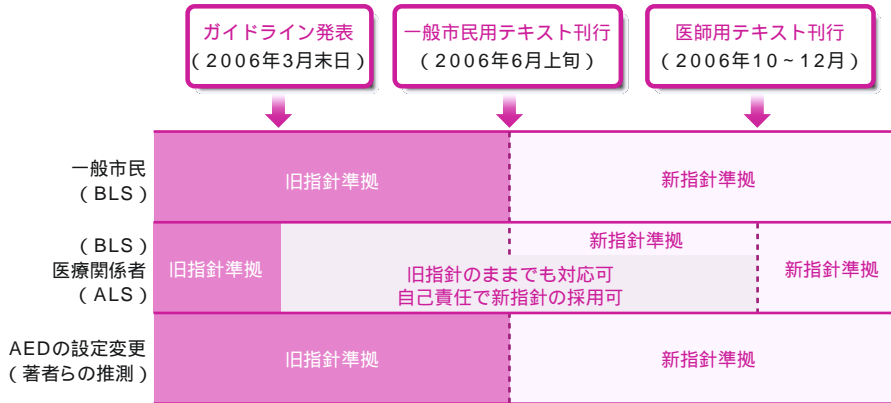 ガイドライン発表
(2006年3月末日)
一般市民用テキスト刊行
(2006年6月上旬)
医師用テキスト刊行
(2006年10~12月)
一般市民
(BLS)
旧指針準拠
新指針準拠
(BLS)
医療関係者
(ALS)
旧指針準拠
新指針準拠
旧指針のままでも対応可
自己責任で新指針の採用可
新指針準拠
AEDの設定変更
(著者らの推測)
旧指針準拠
新指針準拠